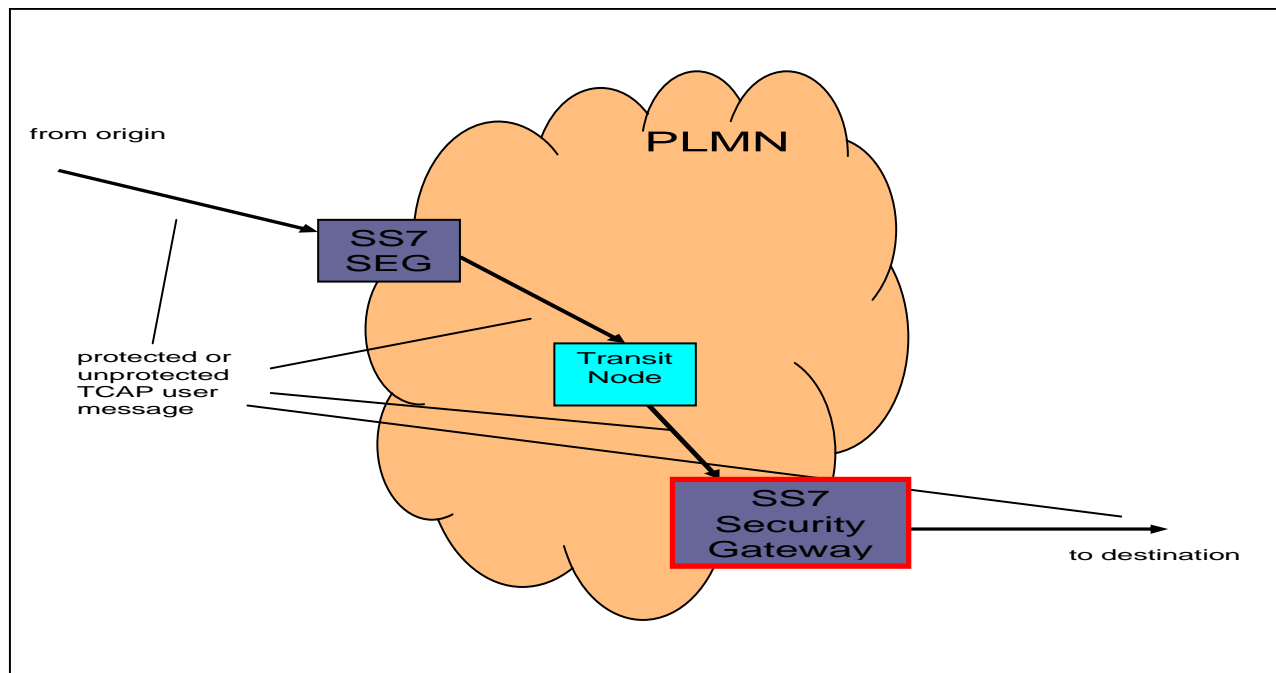 from origin
PLMN
SS7
SEG
protected or
unprotected
TCAP user
message
Transit
Node
SS7
Security
Gateway
to destination